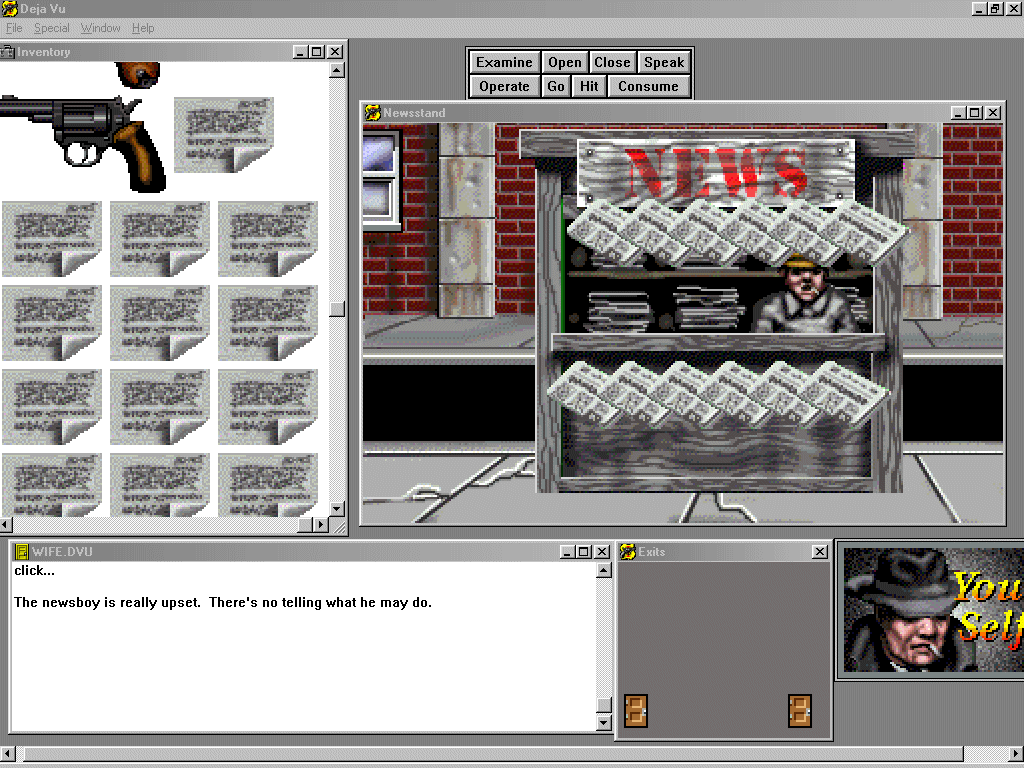 Deja Vu
File Special Window Help
Inventory
Examine Open Close Speak
Operate Go Hit Consume
Newsstand
NEWS
WIFE.DVU
click...
The newsboy is really upset. There's no telling what he may do.
Exits
You
Self